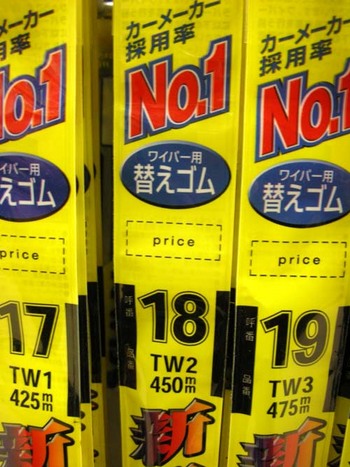 カーメーカー
採用率
No.1
ワイパー用
替えゴム
price
17
TW1
425mm
カーメーカー
採用率
No.1
ワイパー用
替えゴム
price
呼番
18
品番
TW2
450mm
新
カーメーカー
採用率
No.1
ワイパー用
替えゴム
price
呼番
19
品番
TW3
475mm